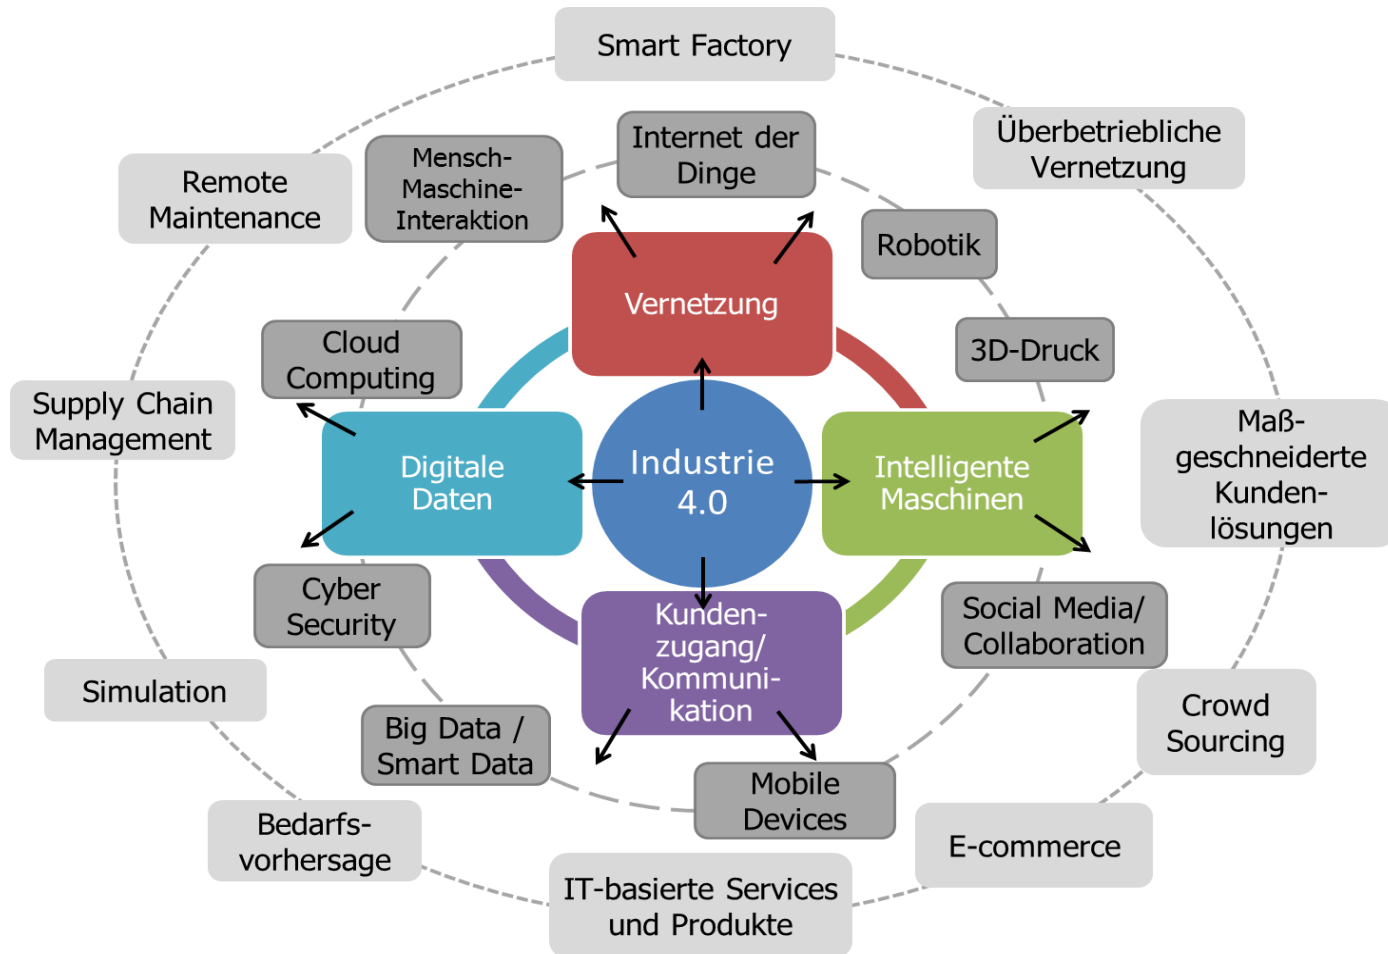 Smart Factory
Internet der
Dinge
Überbetriebliche
Vernetzung
Mensch-
Maschine-
Interaktion
Remote
Maintenance
Robotik
Vernetzung
Cloud
Computing
3D-Druck
Supply Chain
Management
Digitale
Daten
Industrie
4.0
Intelligente
Maschinen
Maß-
geschneiderte
Kunden-
lösungen
Cyber
Security
Kunden-
zugang/
Kommuni-
kation
Social Media/
Collaboration
Simulation
Big Data /
Smart Data
Crowd
Sourcing
Mobile
Devices
Bedarfs-
vorhersage
E-commerce
IT-basierte Services
und Produkte